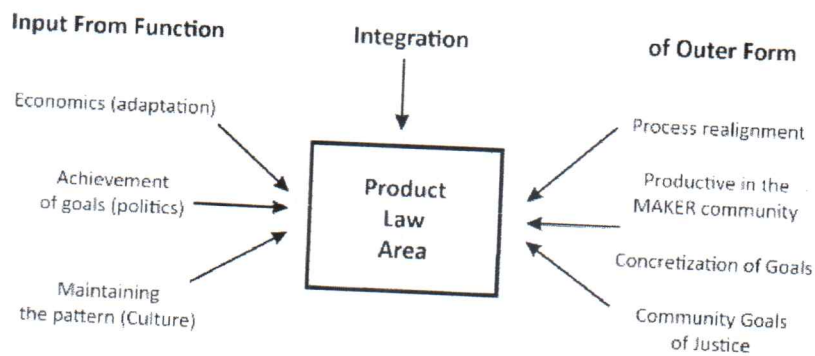 Input From Function
Integration
of Outer Form
Economics (adaptation)
Achievement
of goals (politics)
Maintaining
the pattern (Culture)
Product
Law
Area
Process realignment
Productive in the
MAKER community
Concretization of Goals
Community Goals
of Justice